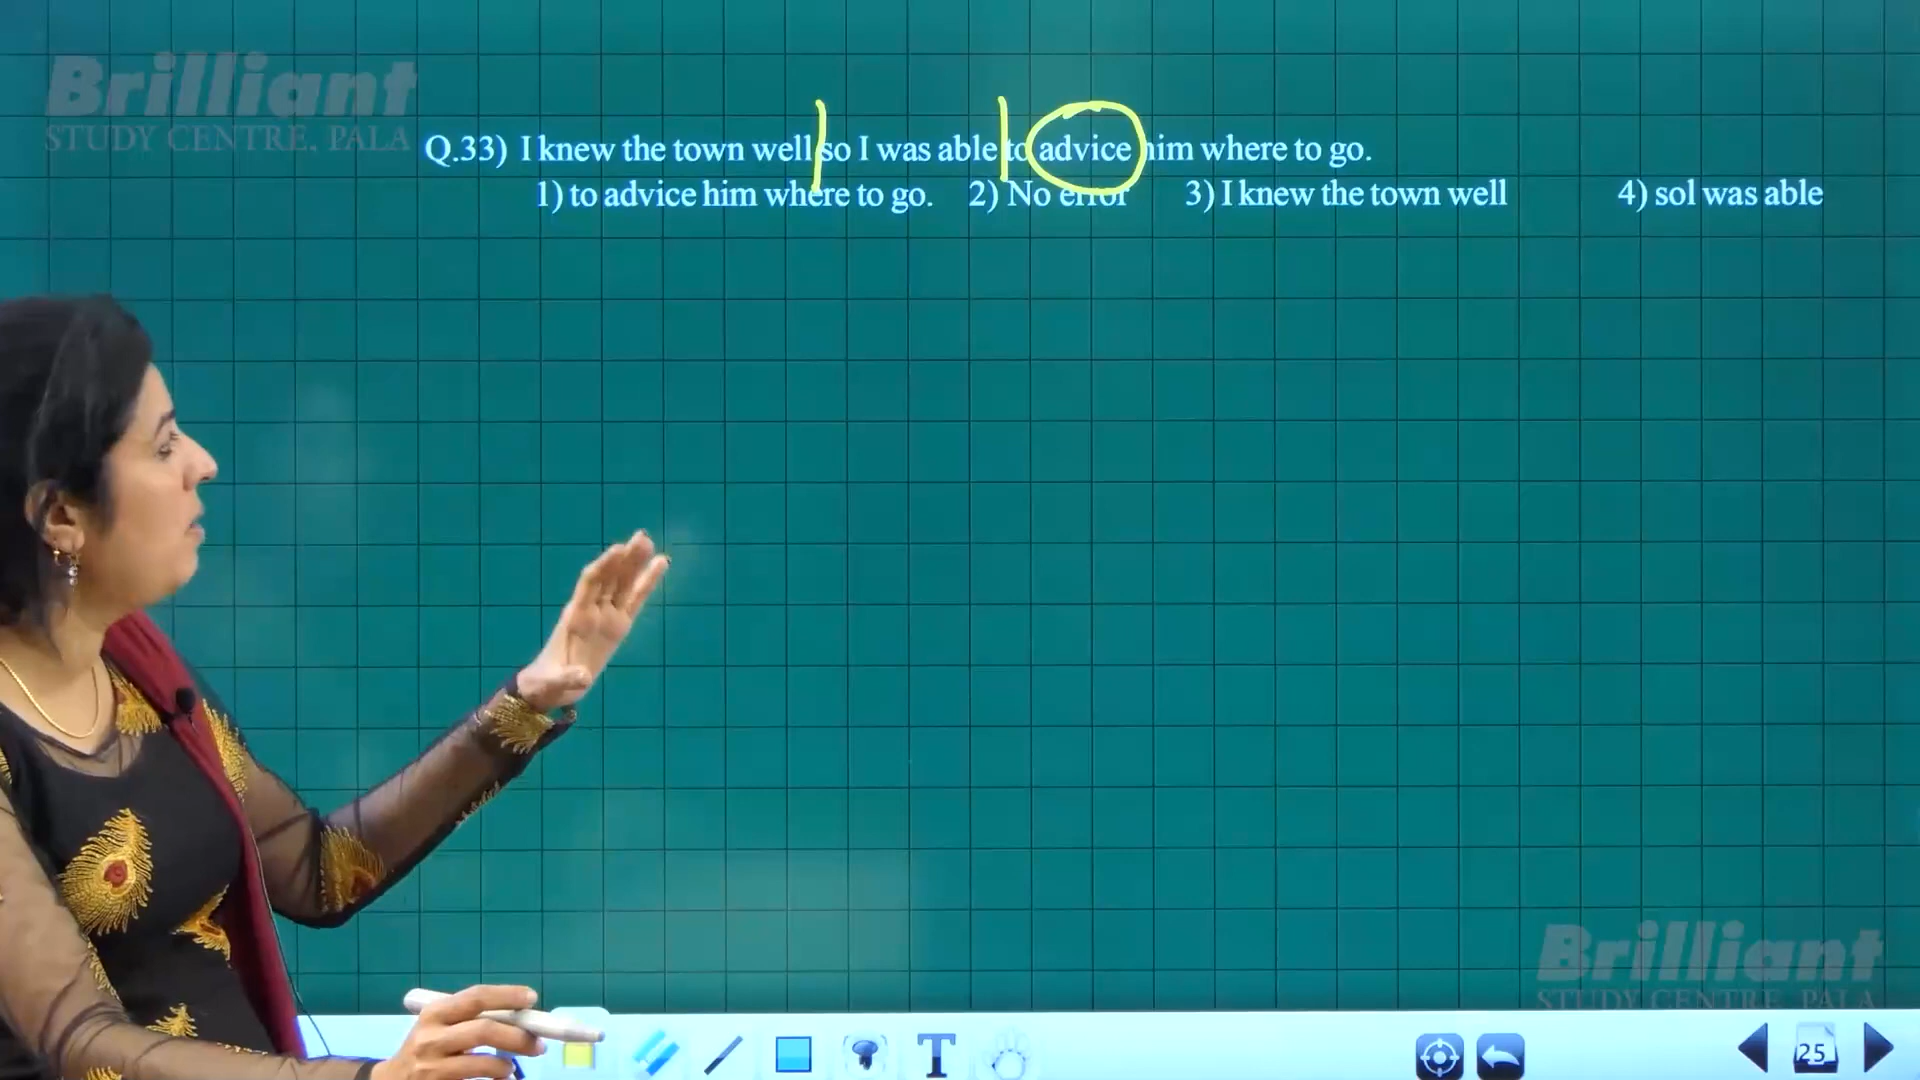 Brilliant
STUDY CENTRE, PALA
Q.33) I knew the town well so I was able to advice him where to go.
1) to advice him where to go. 2) No error 3) I knew the town well 4) sol was able
Brilliant
STUDY CENTRE, PALA
T
25